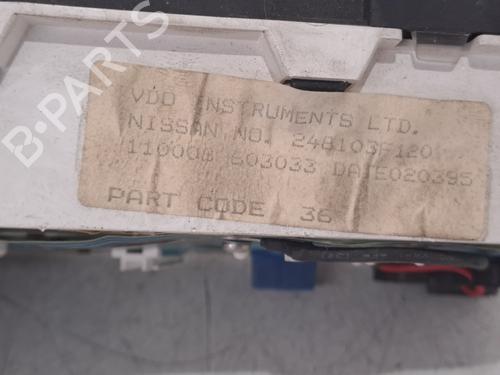 VDO INSTRUMENTS LTD.
NISSAN NO. 248103F120
110008 603033 DATE020395
PART CODE 36
B-PARTS